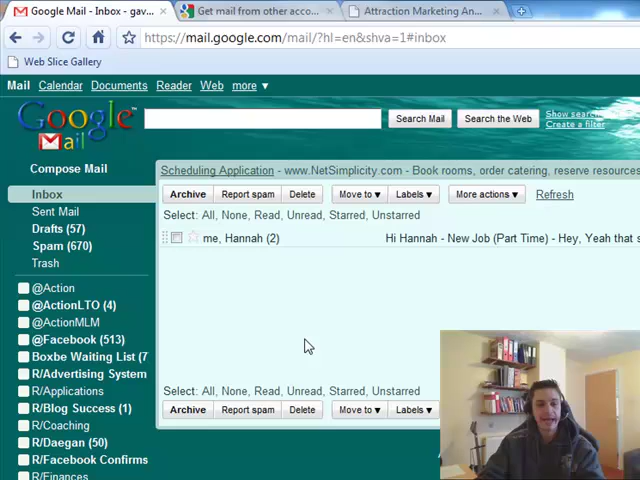 Google Mail - Inbox - gav...
Get mail from other acco...
Attraction Marketing An...
https://mail.google.com/mail/?hl=en&shva=1#inbox
Web Slice Gallery
Mail Calendar Documents Reader Web more ▼
Google™
Mail
Search Mail
Search the Web
Show searc
Create a filter
Compose Mail
Inbox
Sent Mail
Drafts (57)
Spam (670)
Trash
@Action
@ActionLTO (4)
@ActionMLM
@Facebook (513)
Boxbe Waiting List (7
R/Advertising System
R/Applications
R/Blog Success (1)
R/Coaching
R/Daegan (50)
R/Facebook Confirms
R/Finances
Scheduling Application - www.NetSimplicity.com - Book rooms, order catering, reserve resources
Archive Report spam Delete Move to ▼ Labels ▼ More actions ▼ Refresh
Select: All, None, Read, Unread, Starred, Unstarred
me, Hannah (2) Hi Hannah - New Job (Part Time) - Hey, Yeah that s
Select: All, None, Read, Unread, Starred, Unstarred
Archive Report spam Delete Move to ▼ Labels ▼